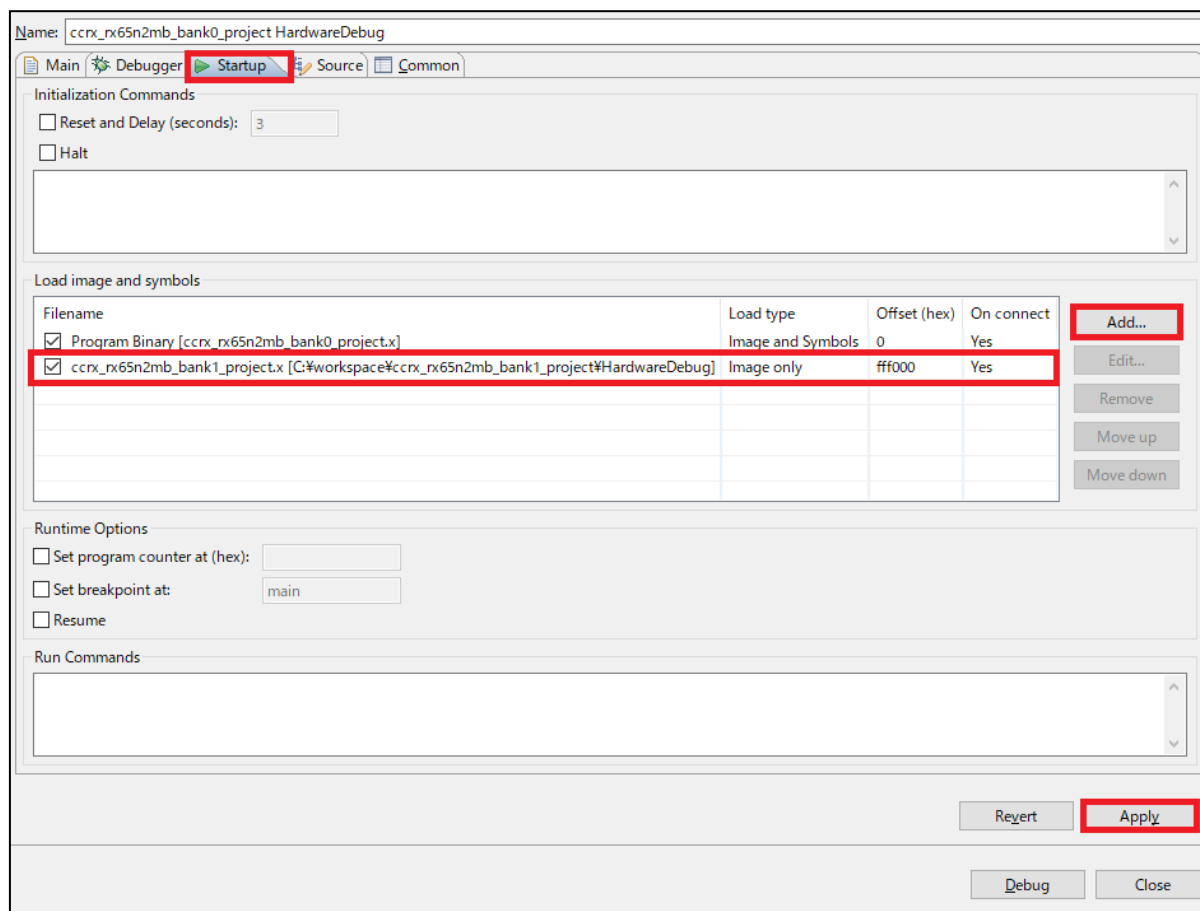 Name: ccrx_rx65n2mb_bank0_project HardwareDebug
Main Debugger Startup Source Common
Initialization Commands
Reset and Delay (seconds): 3
Halt
Load image and symbols
Filename Load type Offset (hex) On connect
Program Binary [ccrx_rx65n2mb_bank0_project.x] Image and Symbols 0 Yes
ccrx_rx65n2mb_bank1_project.x [C:¥workspace¥ccrx_rx65n2mb_bank1_project¥HardwareDebug] Image only fff000 Yes
Add...
Edit...
Remove
Move up
Move down
Runtime Options
Set program counter at (hex):
Set breakpoint at: main
Resume
Run Commands
Revert Apply
Debug Close